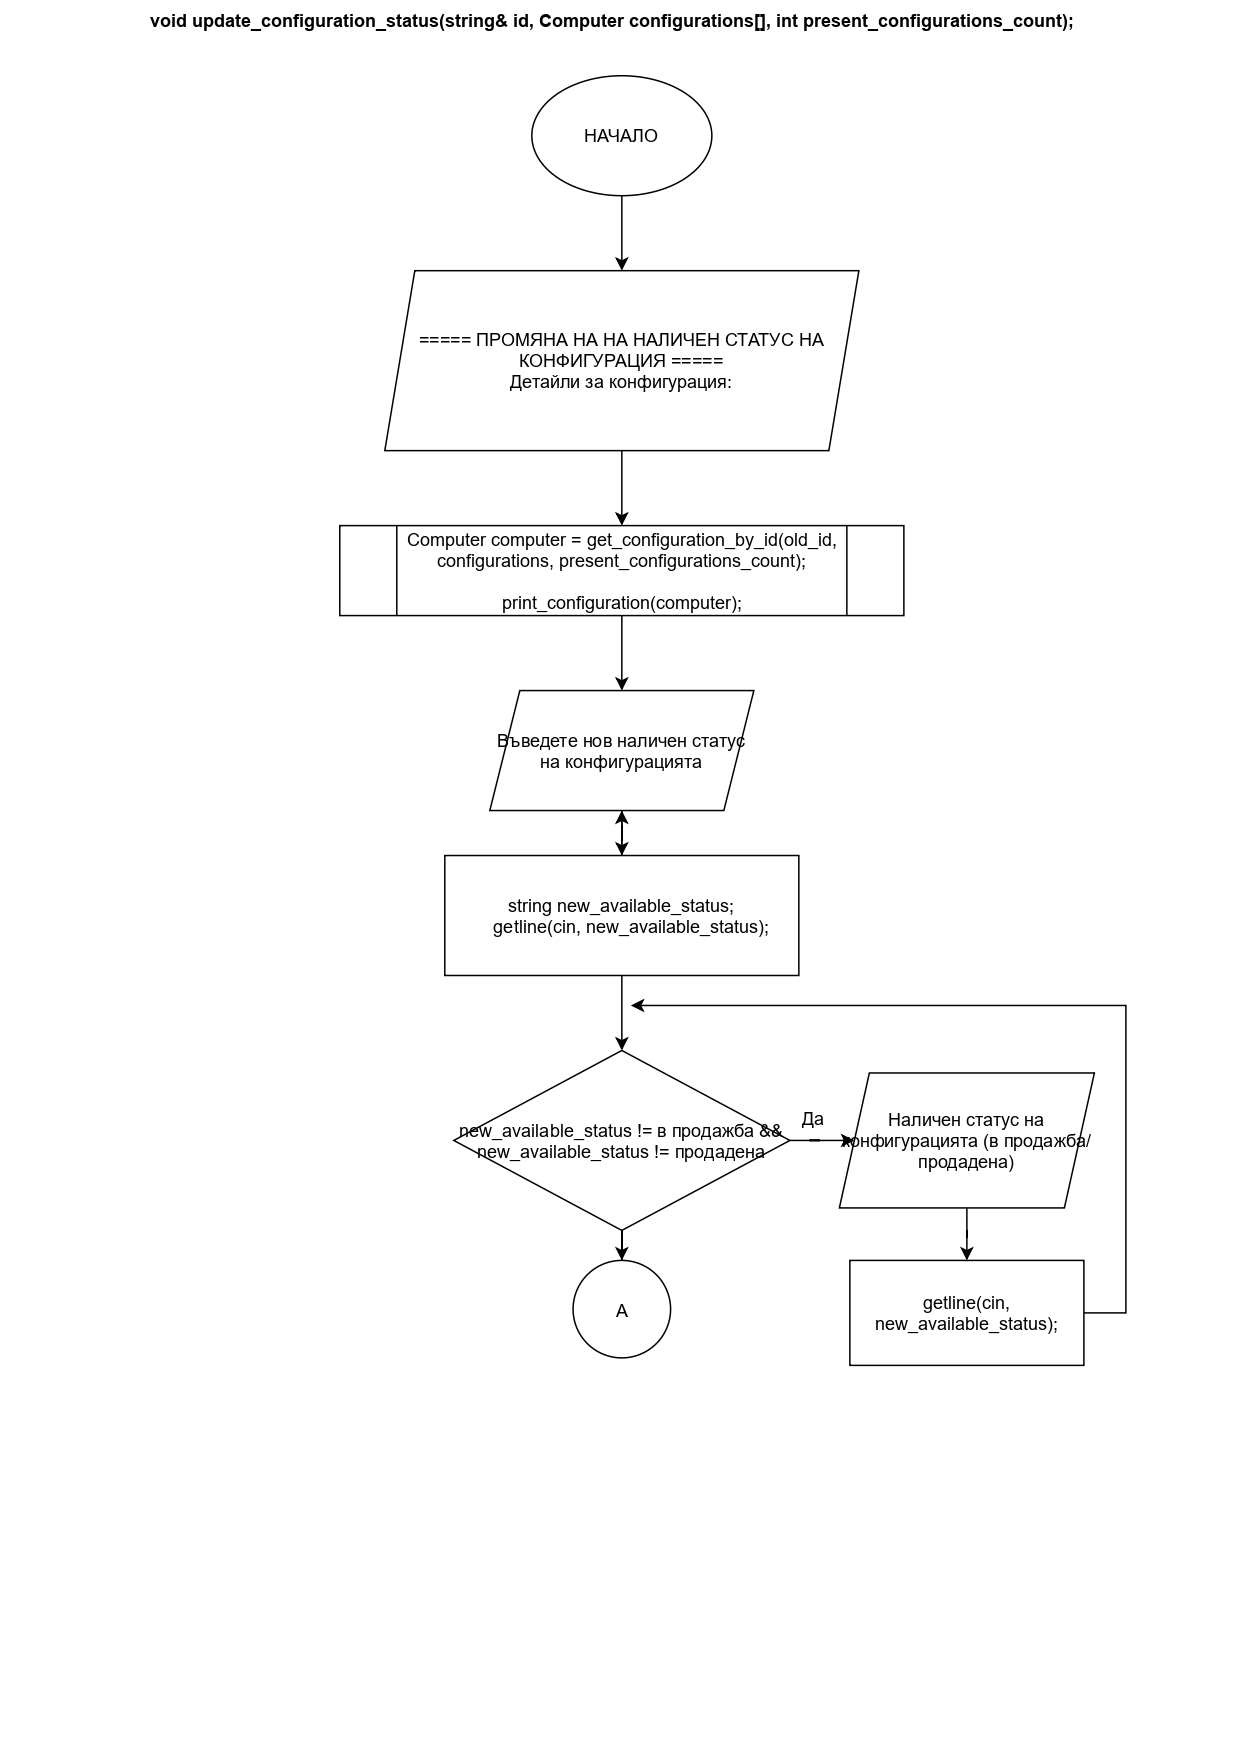 void update_configuration_status(string& id, Computer configurations[], int present_configurations_count);
НАЧАЛО
===== ПРОМЯНА НА НА НАЛИЧЕН СТАТУС НА
КОНФИГУРАЦИЯ =====
Детайли за конфигурация:
Computer computer = get_configuration_by_id(old_id,
configurations, present_configurations_count);
print_configuration(computer);
Въведете нов наличен статус
на конфигурацията
string new_available_status;
getline(cin, new_available_status);
new_available_status != в продажба &&
new_available_status != продадена
Да
Наличен статус на
конфигурацията (в продажба/
продадена)
getline(cin,
new_available_status);
А